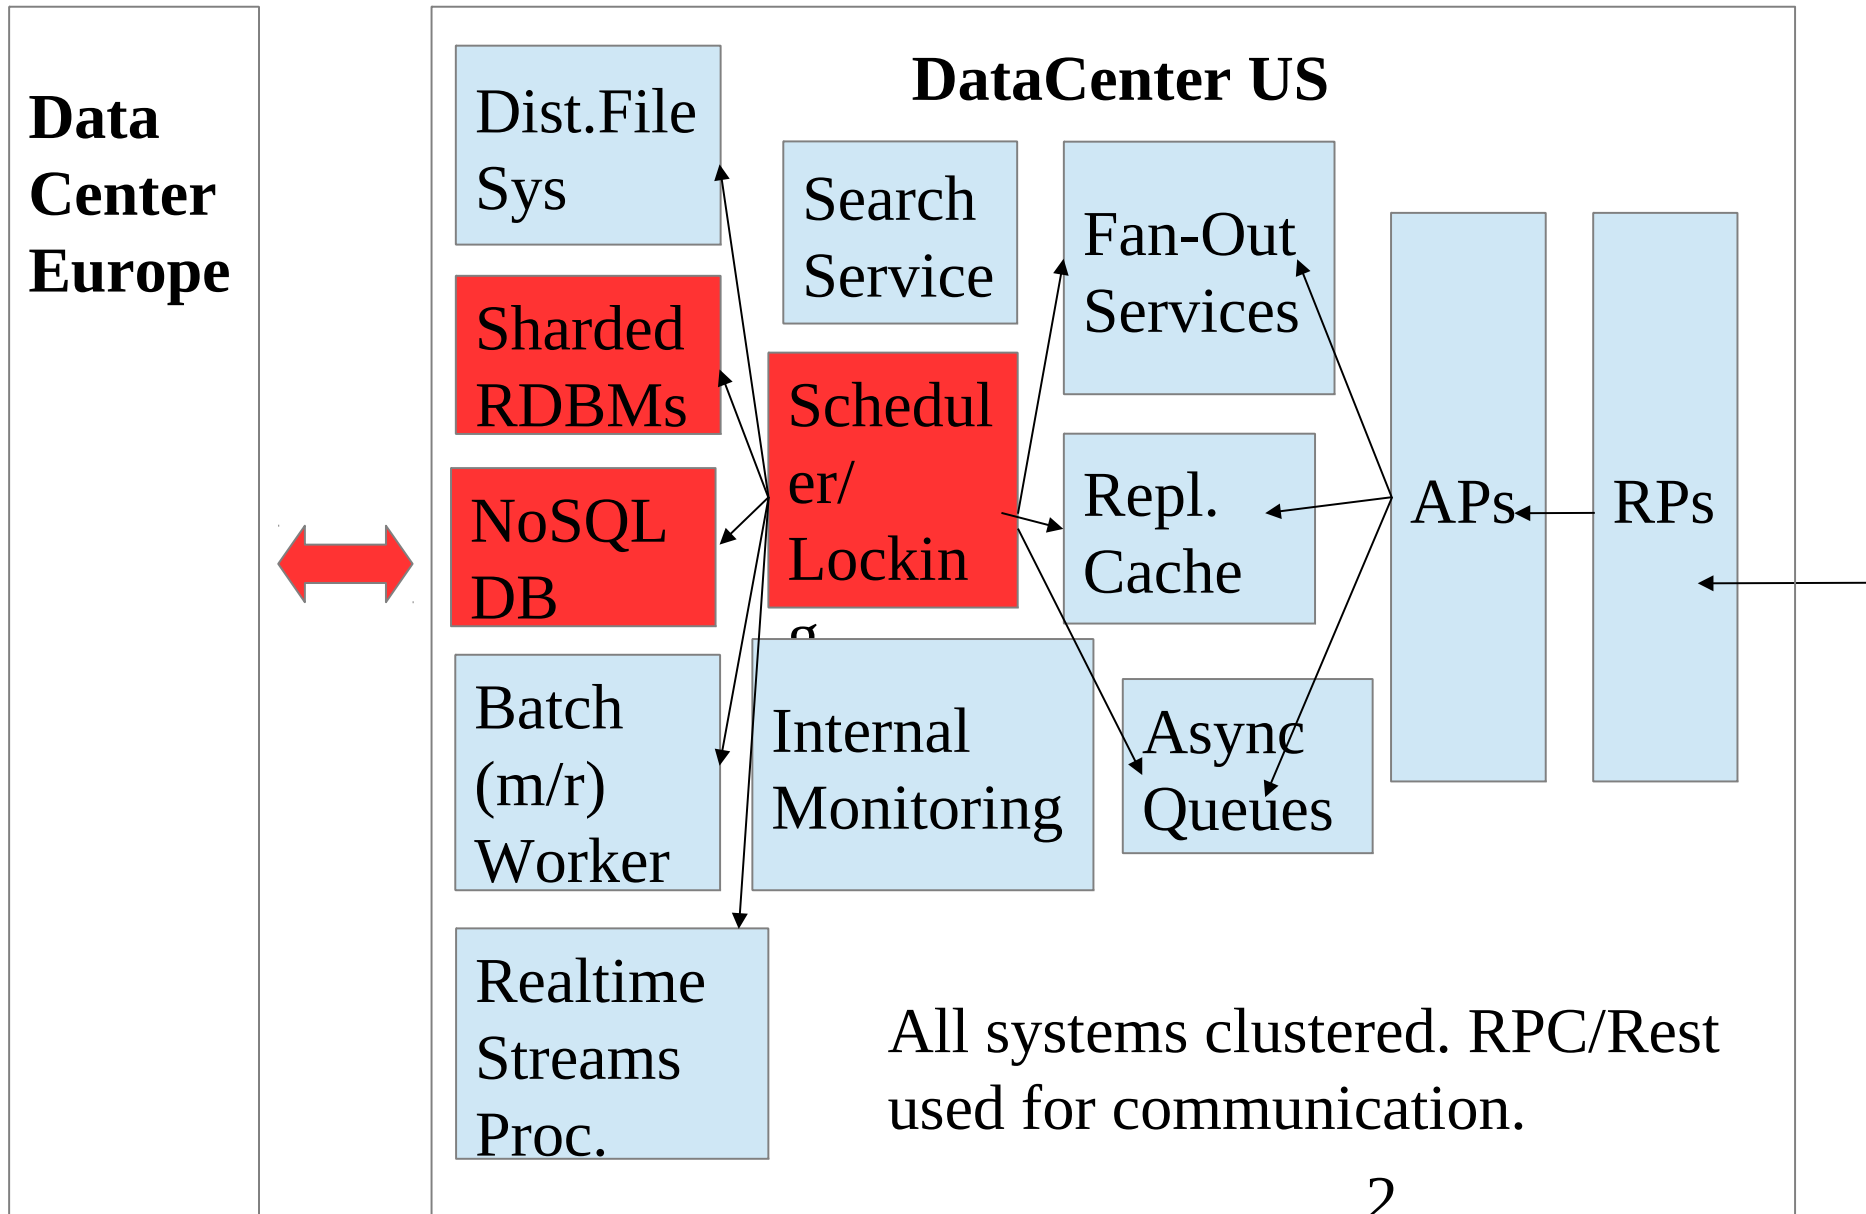 Data
Center
Europe
DataCenter US
Dist.File
Sys
Search
Service
Fan-Out
Services
Sharded
RDBMs
Schedul
er/
Lockin
g
NoSQL
DB
Repl.
Cache
APs
RPs
Batch
(m/r)
Worker
Internal
Monitoring
Async
Queues
Realtime
Streams
Proc.
All systems clustered. RPC/Rest
used for communication.
2